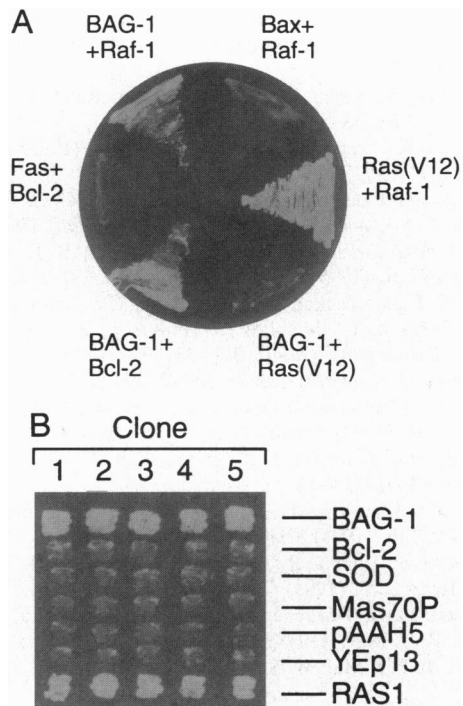 A
BAG-1
+Raf-1
Bax+
Raf-1
Fas+
Bcl-2
Ras(V12)
+Raf-1
BAG-1+
Bcl-2
BAG-1+
Ras(V12)
B
Clone
1 2 3 4 5
BAG-1
Bcl-2
SOD
Mas70P
pAAH5
YEp13
RAS1